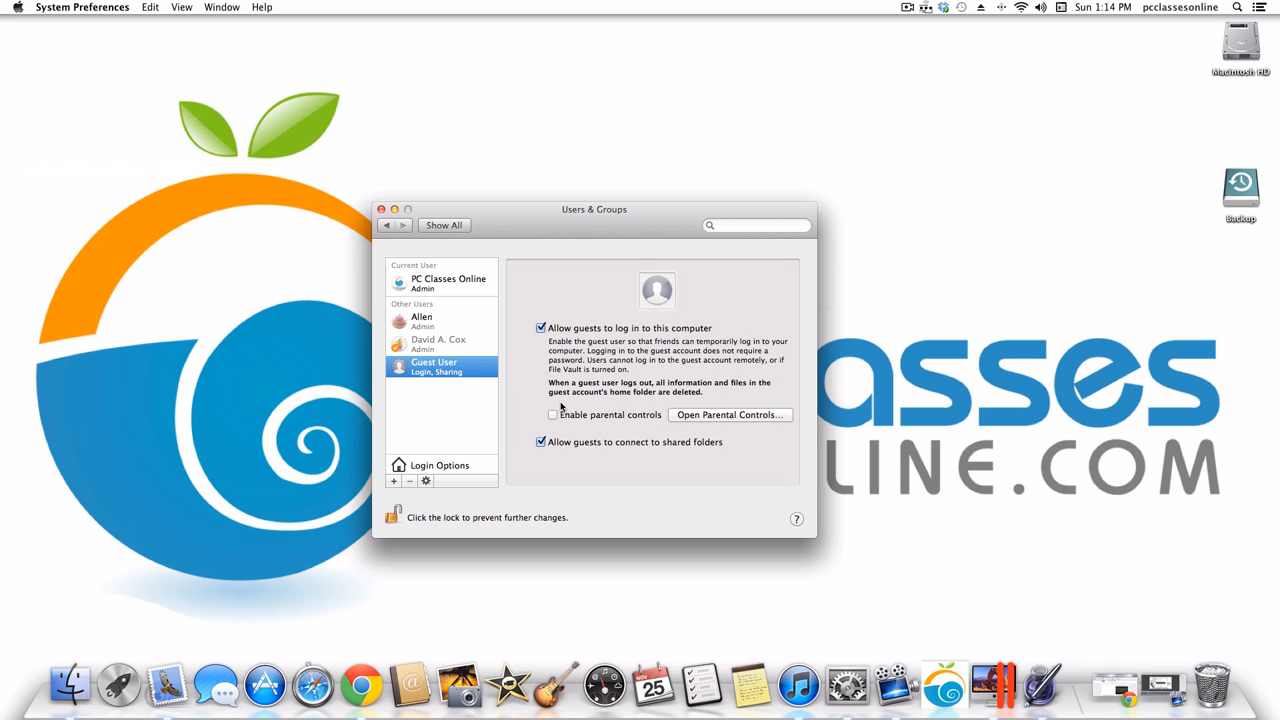 System Preferences Edit View Window Help
Sun 1:14 PM pcclassesonline
Macintosh HD
Backup
Users & Groups
Show All
Current User
PC Classes Online
Admin
Other Users
Allen
Admin
David A. Cox
Admin
Guest User
Login, Sharing
Login Options
Allow guests to log in to this computer
Enable the guest user so that friends can temporarily log in to your
computer. Logging in to the guest account does not require a
password. Users cannot log in to the guest account remotely, or if
File Vault is turned on.
When a guest user logs out, all information and files in the
guest account's home folder are deleted.
Enable parental controls Open Parental Controls...
Allow guests to connect to shared folders
Click the lock to prevent further changes.
?
asses
LINE.COM
NOV
25